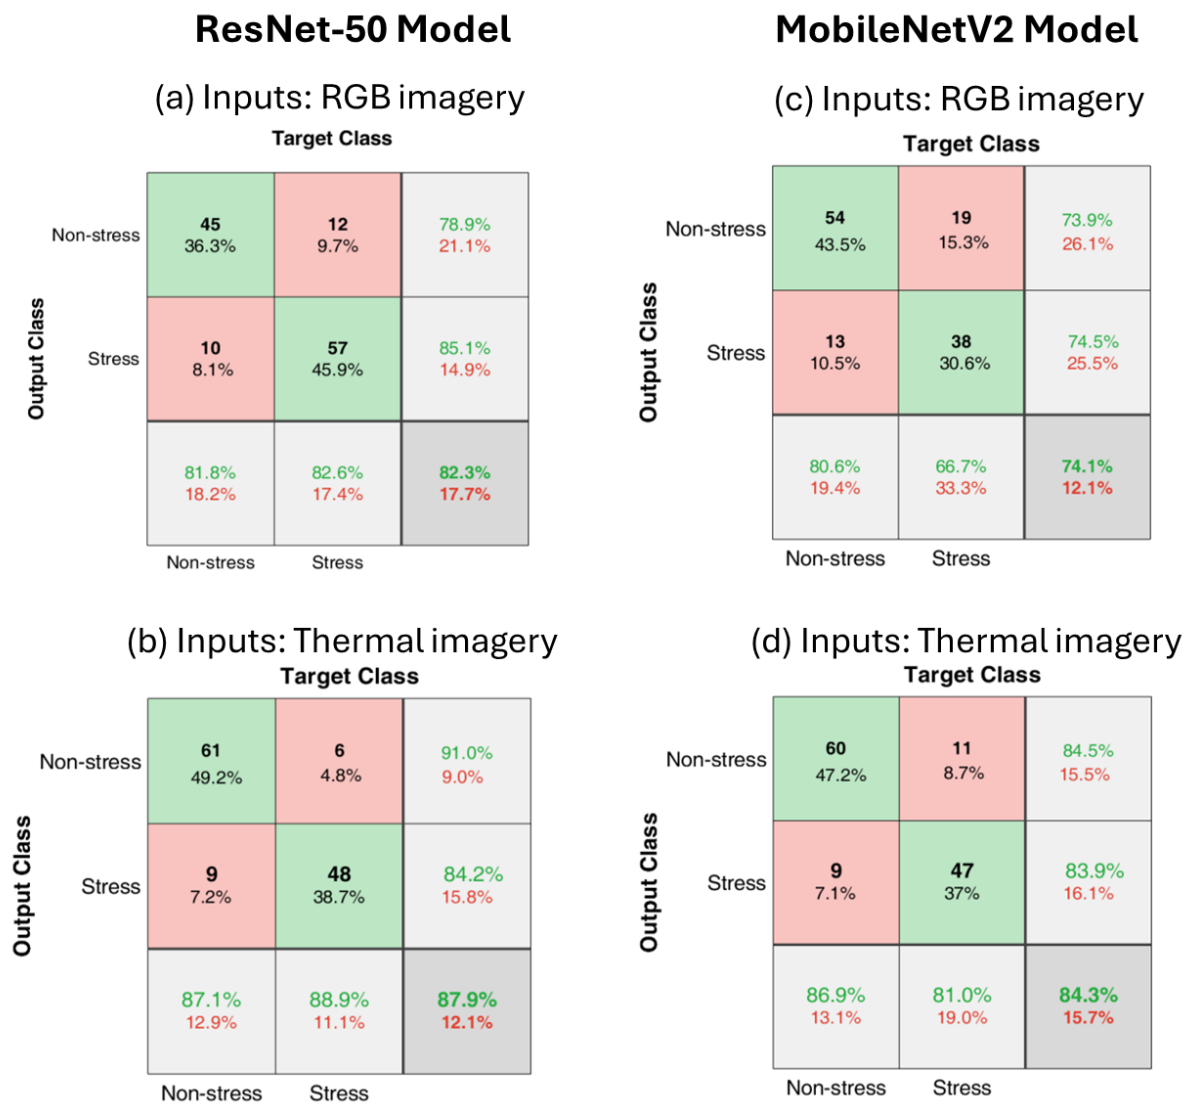 ResNet-50 Model
(a) Inputs: RGB imagery
Target Class
Output Class
Non-stress
45
36.3%
12
9.7%
78.9%
21.1%
Stress
10
8.1%
57
45.9%
85.1%
14.9%
81.8%
18.2%
82.6%
17.4%
82.3%
17.7%
Non-stress
Stress
(b) Inputs: Thermal imagery
Target Class
Output Class
Non-stress
61
49.2%
6
4.8%
91.0%
9.0%
Stress
9
7.2%
48
38.7%
84.2%
15.8%
87.1%
12.9%
88.9%
11.1%
87.9%
12.1%
Non-stress
Stress
MobileNetV2 Model
(c) Inputs: RGB imagery
Target Class
Output Class
Non-stress
54
43.5%
19
15.3%
73.9%
26.1%
Stress
13
10.5%
38
30.6%
74.5%
25.5%
80.6%
19.4%
66.7%
33.3%
74.1%
12.1%
Non-stress
Stress
(d) Inputs: Thermal imagery
Target Class
Output Class
Non-stress
60
47.2%
11
8.7%
84.5%
15.5%
Stress
9
7.1%
47
37%
83.9%
16.1%
86.9%
13.1%
81.0%
19.0%
84.3%
15.7%
Non-stress
Stress